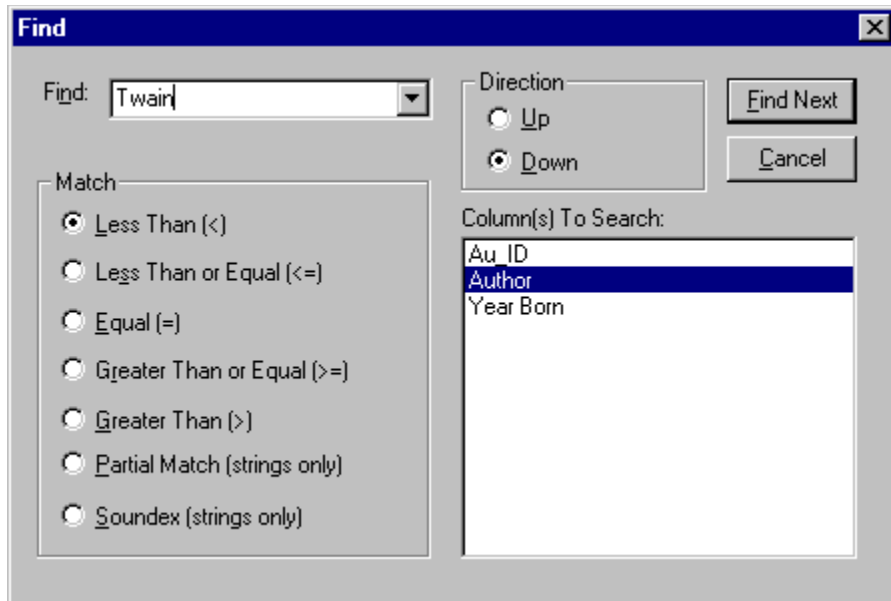 Find
Find:
Twain
Direction
Up
Down
Find Next
Cancel
Match
Less Than (<)
Less Than or Equal (<=)
Equal (=)
Greater Than or Equal (>=)
Greater Than (>)
Partial Match (strings only)
Soundex (strings only)
Column(s) To Search:
Au_ID
Author
Year Born